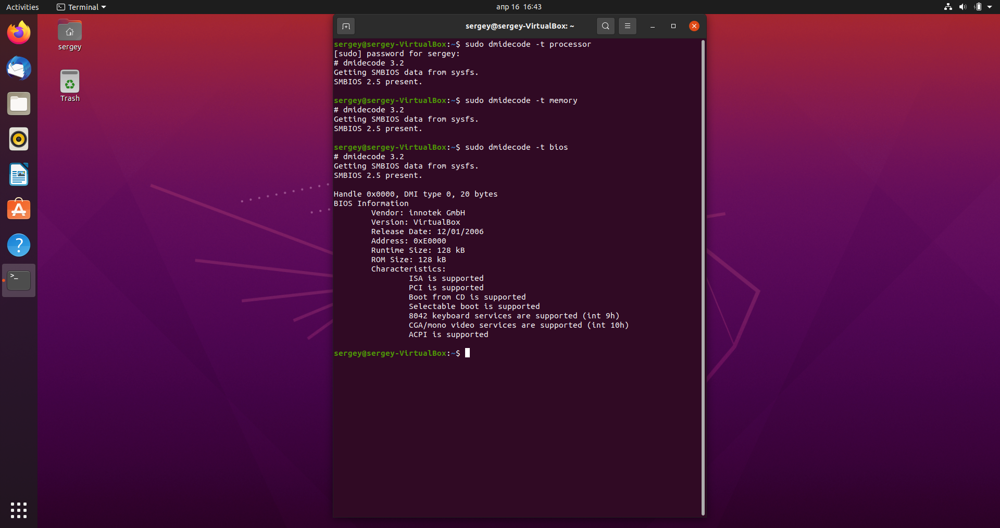 Activities
Terminal
апр 16 16:43
sergey
Trash
sergey@sergey-VirtualBox: ~
sergey@sergey-VirtualBox:~$ sudo dmidecode -t processor
[sudo] password for sergey:
# dmidecode 3.2
Getting SMBIOS data from sysfs.
SMBIOS 2.5 present.
sergey@sergey-VirtualBox:~$ sudo dmidecode -t memory
# dmidecode 3.2
Getting SMBIOS data from sysfs.
SMBIOS 2.5 present.
sergey@sergey-VirtualBox:~$ sudo dmidecode -t bios
# dmidecode 3.2
Getting SMBIOS data from sysfs.
SMBIOS 2.5 present.
Handle 0x0000, DMI type 0, 20 bytes
BIOS Information
Vendor: innotek GmbH
Version: VirtualBox
Release Date: 12/01/2006
Address: 0xE0000
Runtime Size: 128 kB
ROM Size: 128 kB
Characteristics:
ISA is supported
PCI is supported
Boot from CD is supported
Selectable boot is supported
8042 keyboard services are supported (int 9h)
CGA/mono video services are supported (int 10h)
ACPI is supported
sergey@sergey-VirtualBox:~$